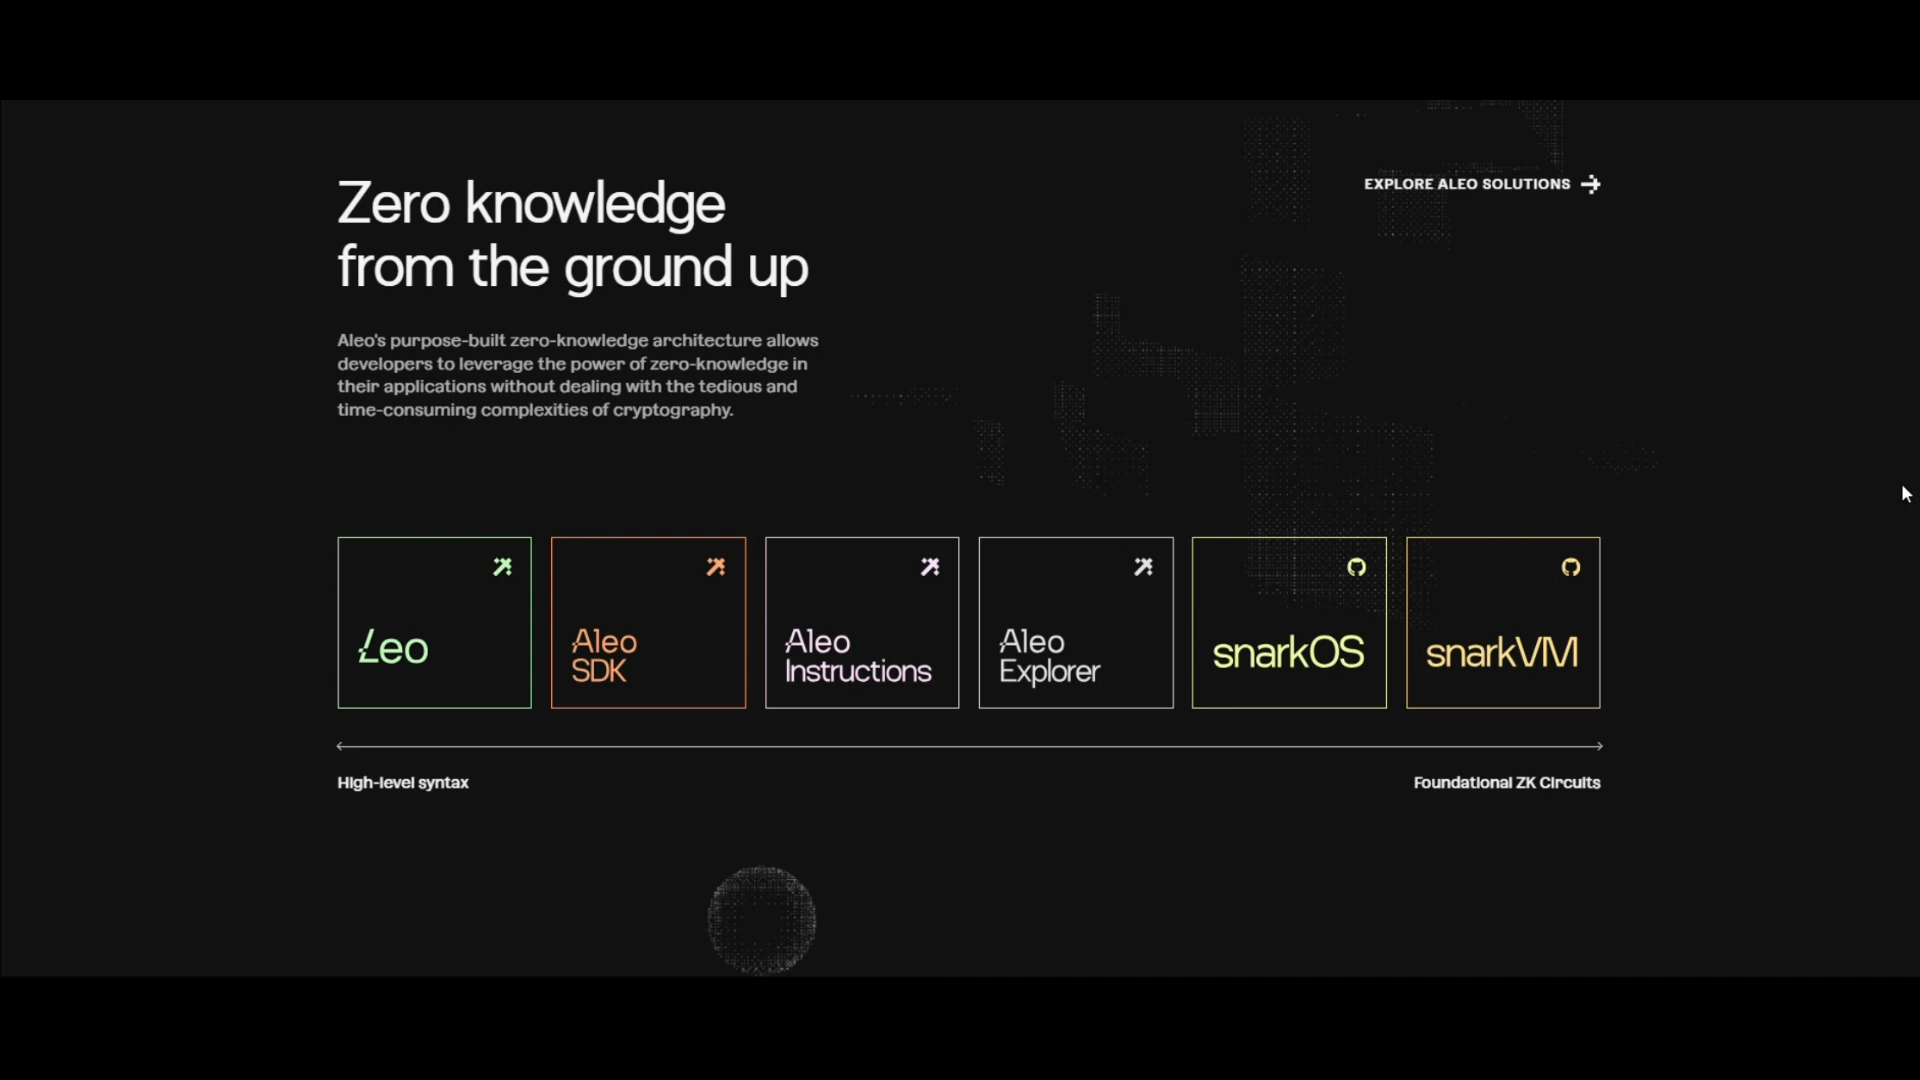 Zero knowledge
from the ground up
EXPLORE ALEO SOLUTIONS
Aleo's purpose-built zero-knowledge architecture allows
developers to leverage the power of zero-knowledge in
their applications without dealing with the tedious and
time-consuming complexities of cryptography.
Leo
Aleo
SDK
Aleo
Instructions
Aleo
Explorer
snarkOS
snarkVM
High-level syntax
Foundational ZK Circuits